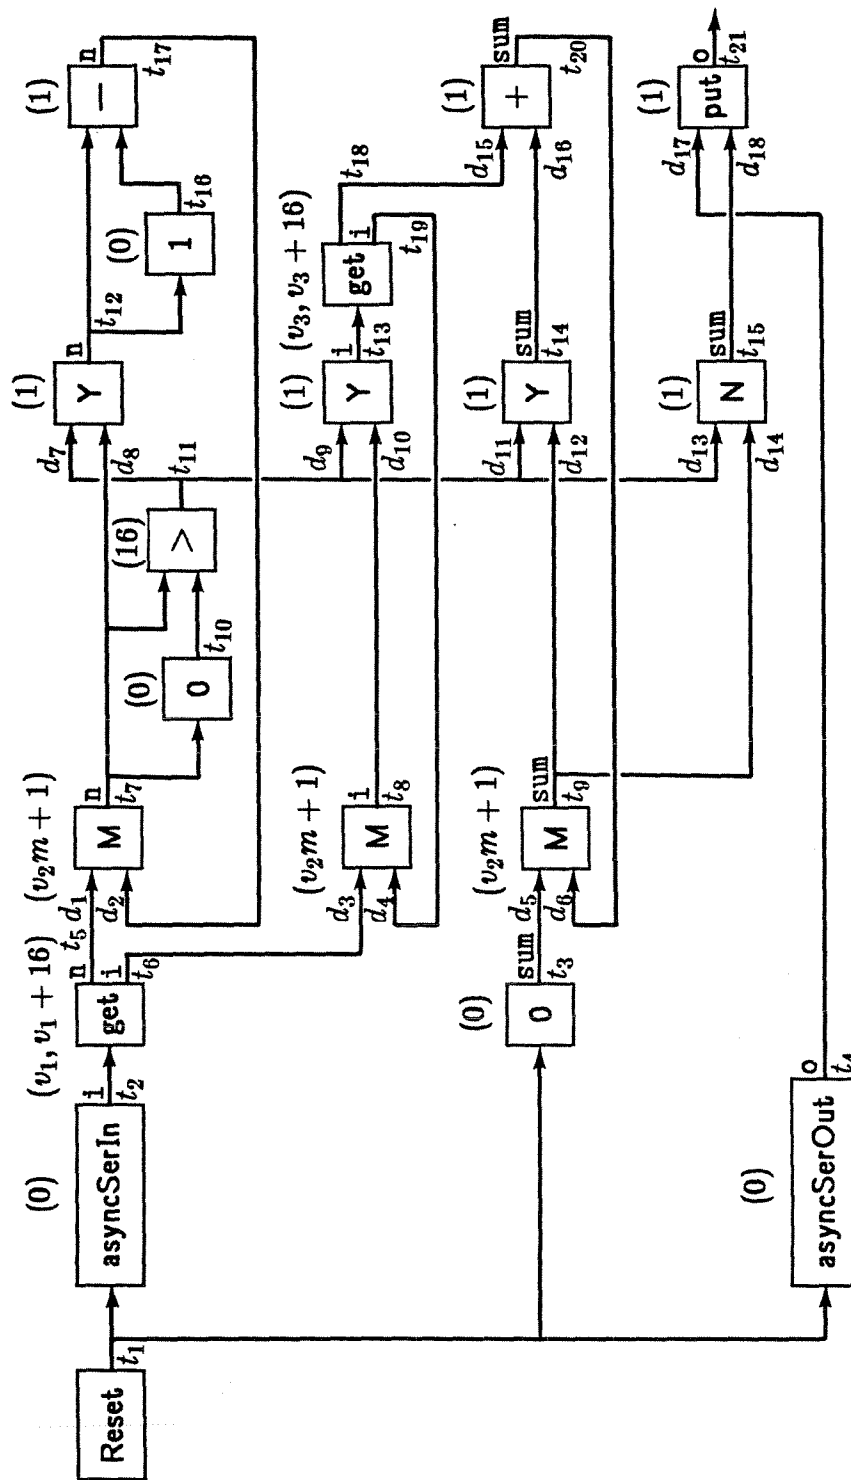 (0)
(v₁, v₁ + 16)
(v₂m + 1)
(1)
(1)
Reset
t₁
asyncSerIn
i
t₂
get
n
t₅
i
t₆
d₁
d₂
M
n
t₇
(0)
0
t₁₀
(16)
>
t₁₁
d₇
d₈
Y
n
t₁₂
(0)
1
t₁₆
−
n
t₁₇
(v₂m + 1)
(1)
(v₃, v₃ + 16)
d₃
d₄
M
i
t₈
d₉
d₁₀
Y
i
t₁₃
get
i
t₁₈
t₁₉
(0)
(v₂m + 1)
(1)
(1)
0
sum
t₃
d₅
d₆
M
sum
t₉
d₁₁
d₁₂
Y
sum
t₁₄
d₁₅
d₁₆
+
sum
t₂₀
(0)
(1)
(1)
d₁₃
d₁₄
N
sum
t₁₅
d₁₇
d₁₈
put
o
t₂₁
asyncSerOut
o
t₄